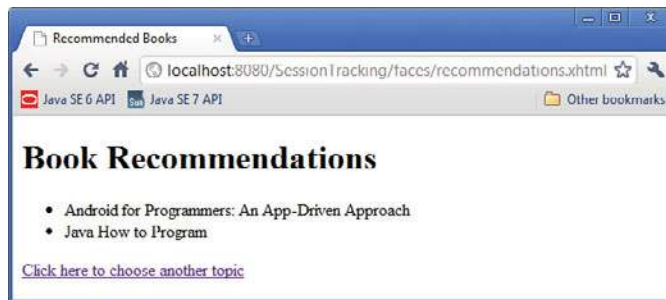 Recommended Books
localhost:8080/SessionTracking/faces/recommendations.xhtml
Java SE 6 API Sun Java SE 7 API Other bookmarks
Book Recommendations
• Android for Programmers: An App-Driven Approach
• Java How to Program
Click here to choose another topic